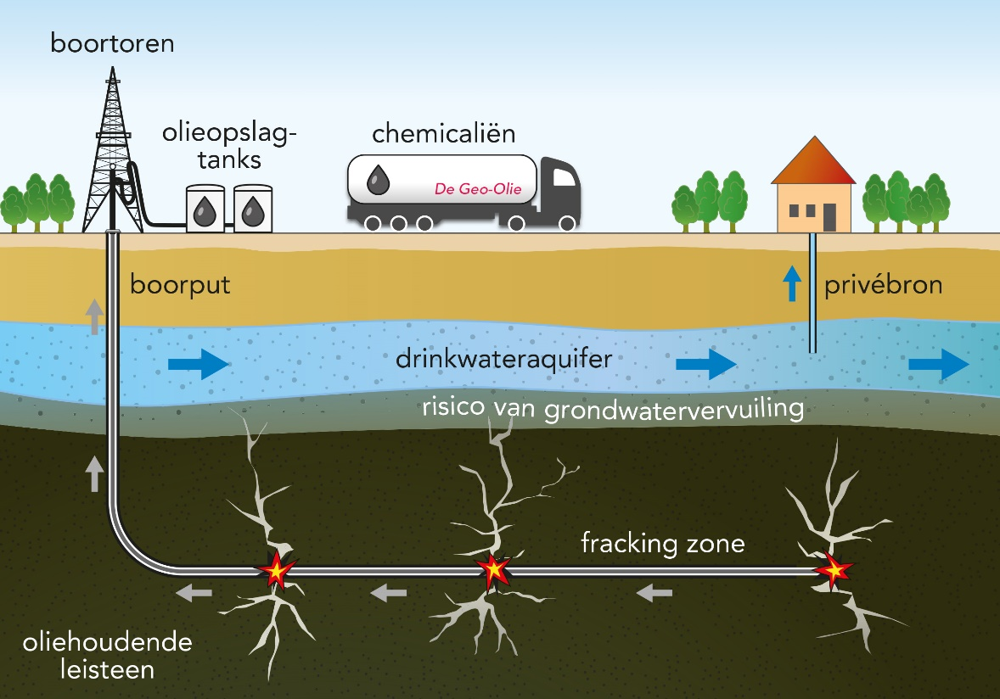 boortoren
olieopslag-
tanks
chemicaliën
De Geo-Olie
boorput
privébron
drinkwateraquifer
risico van grondwatervervuiling
fracking zone
oliehoudende
leisteen